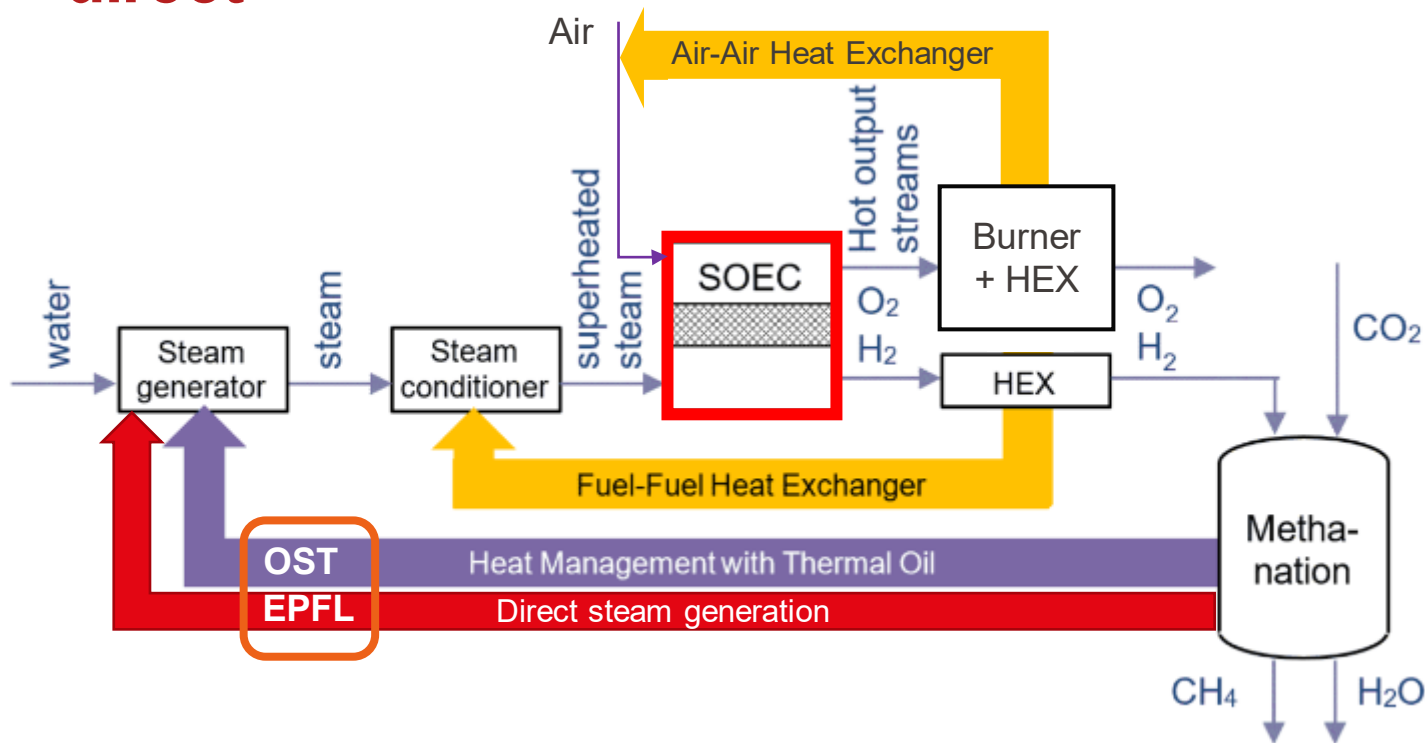 direct
Air
Air-Air Heat Exchanger
water
Steam
generator
steam
Steam
conditioner
superheated
steam
SOEC
Hot output
streams
O₂
H₂
Burner
+ HEX
HEX
O₂
H₂
CO₂
Fuel-Fuel Heat Exchanger
OST
Heat Management with Thermal Oil
EPFL
Direct steam generation
Metha-
nation
CH₄
H₂O